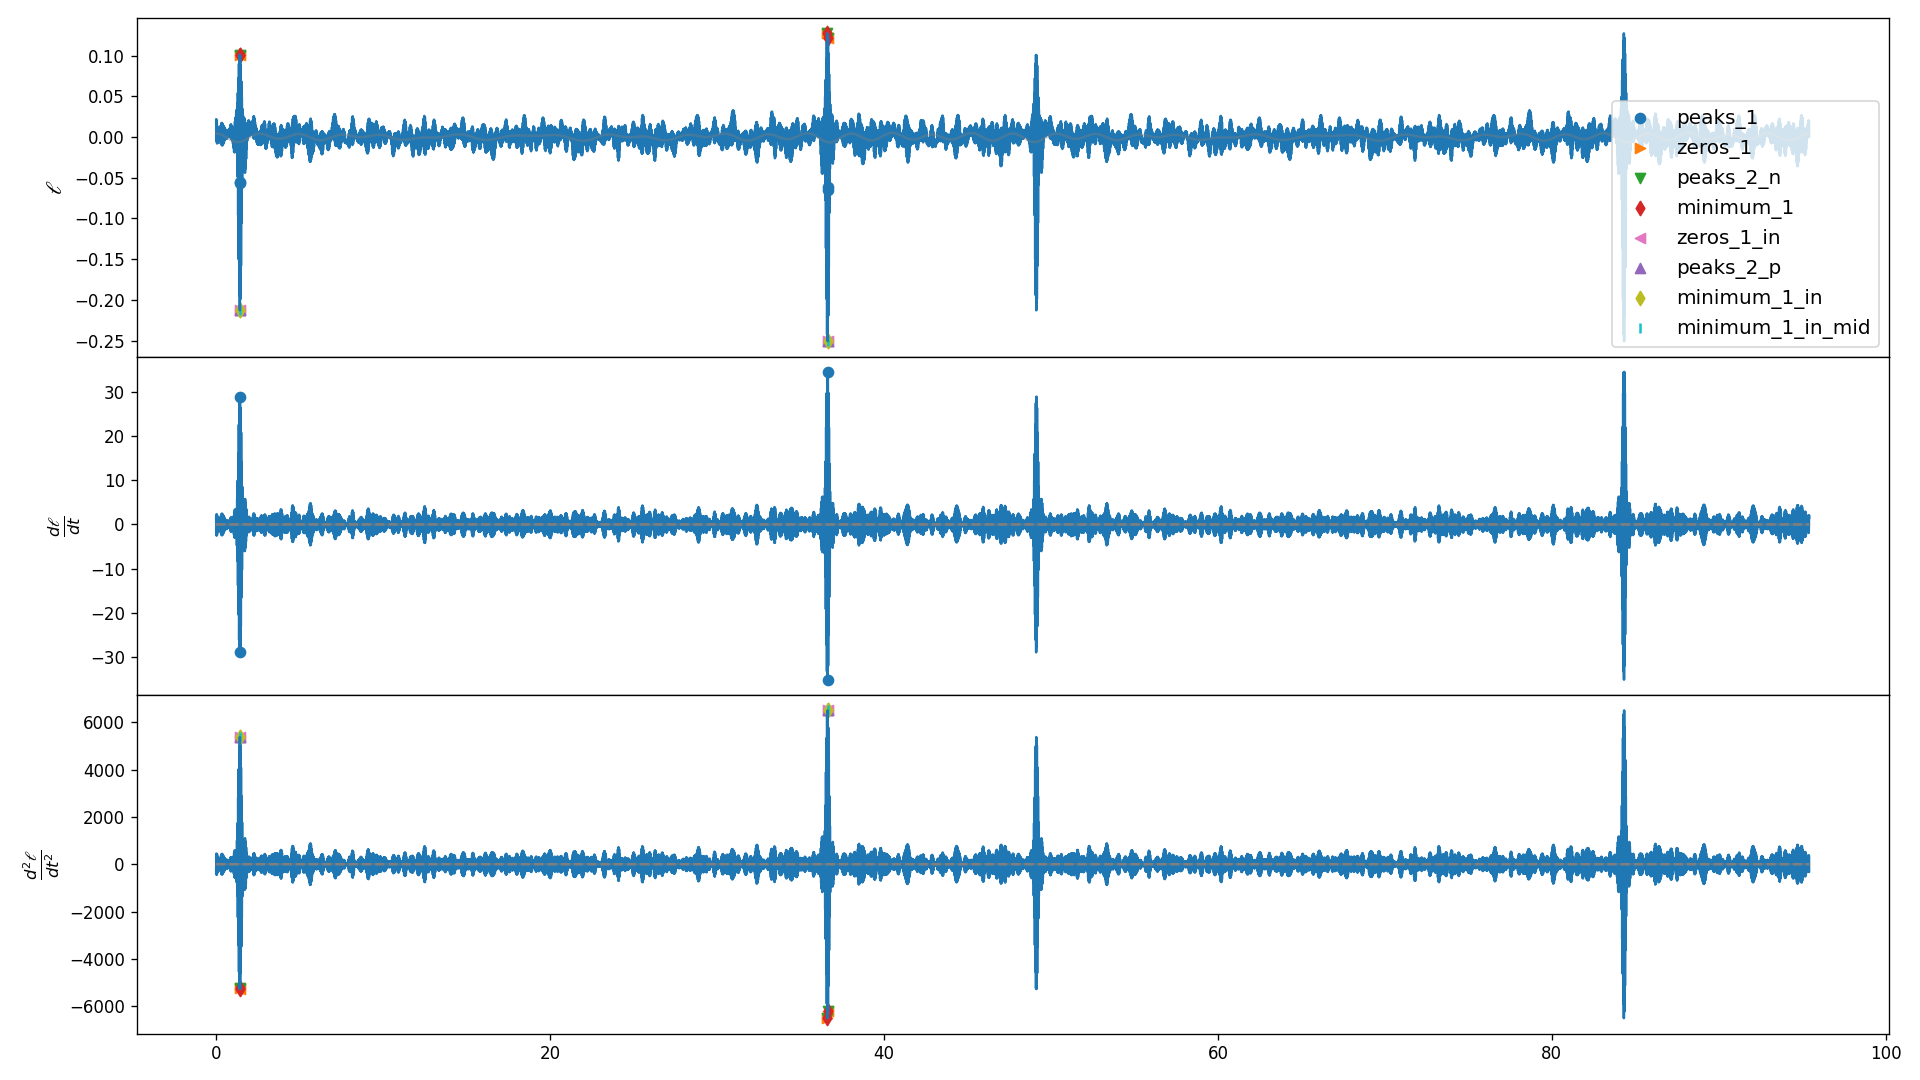 0.10
0.05
0.00
−0.05
−0.10
−0.15
−0.20
−0.25
ℓ
peaks_1
zeros_1
peaks_2_n
minimum_1
zeros_1_in
peaks_2_p
minimum_1_in
minimum_1_in_mid
30
20
10
0
−10
−20
−30
dℓ
dt
6000
4000
2000
0
−2000
−4000
−6000
d²ℓ
dt²
0 20 40 60 80 100